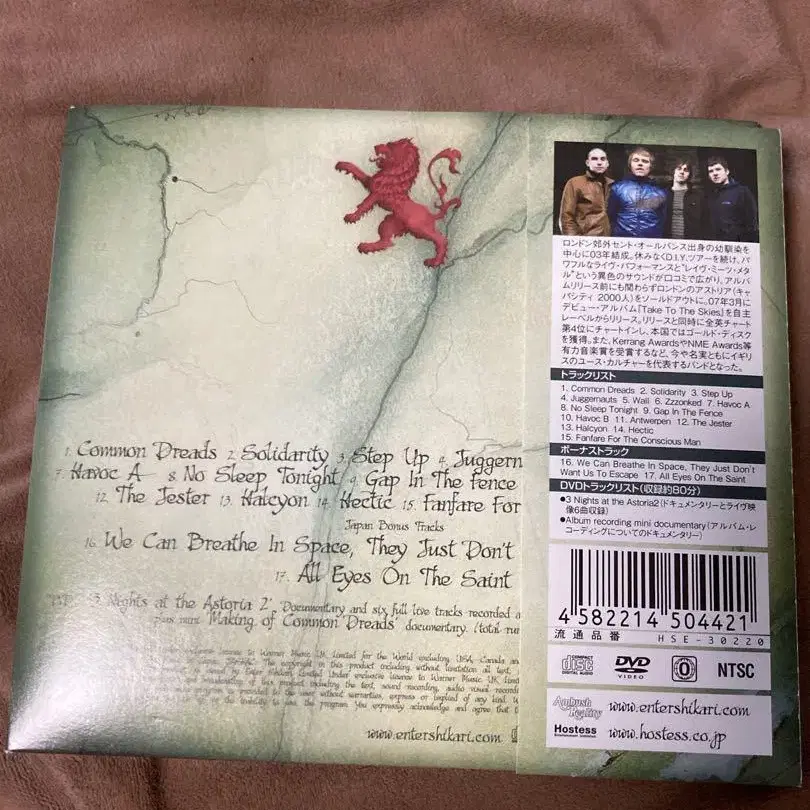 1. Common Dreads 2. Solidarity 3. Step Up 4. Juggern
7. Havoc A 8. No Sleep Tonight 9. Gap In The Fence
12. The Jester 13. Halcyon 14. Hectic 15. Fanfare For
Japan Bonus Tracks
16. We Can Breathe In Space, They Just Don't
17. All Eyes On The Saint
3 Nights at the Astoria 2' Documentary and six full live tracks recorded a
Plus mini 'Making of Common Dreads' documentary. (total run
www.entershikari.com
ロンドン郊外セント・オールバンス出身の幼馴染を
中心に03年結成。休みなくD.I.Y.ツアーを続け、パ
ワフルなライヴ・パフォーマンスと"レイヴ・ミーツ・メタ
ル"という異色のサウンドが口コミで広がり、アルバ
ムリリース前にも関わらずロンドンのアストリア(キャ
パシティ 2000人)をソールドアウトに。07年3月に
デビュー・アルバム『Take To The Skies』を自主
レーベルからリリース。リリースと同時に全英チャート
第4位にチャートインし、本国ではゴールド・ディスク
を獲得。また、Kerrang AwardsやNME Awards等
有力音楽賞を受賞するなど、今や名実ともにイギリ
スのユース・カルチャーを代表するバンドとなった。
トラックリスト
1. Common Dreads 2. Solidarity 3. Step Up
4. Juggernauts 5. Wall 6. Zzzonked 7. Havoc A
8. No Sleep Tonight 9. Gap In The Fence
10. Havoc B 11. Antwerpen 12. The Jester
13. Halcyon 14. Hectic
15. Fanfare For The Conscious Man
ボーナストラック
16. We Can Breathe In Space, They Just Don't
Want Us To Escape 17. All Eyes On The Saint
DVDトラックリスト(収録約80分)
●3 Nights at the Astoria2(ドキュメンタリーとライヴ映
像6曲収録)
●Album recording mini documentary(アルバム・レ
コーディングについてのドキュメンタリー)
4 582214 504421
流通品番 HSE-30220
COMPACT disc DIGITAL AUDIO DVD VIDEO 0 NTSC
Ambush Reality www.entershikari.com
Hostess www.hostess.co.jp